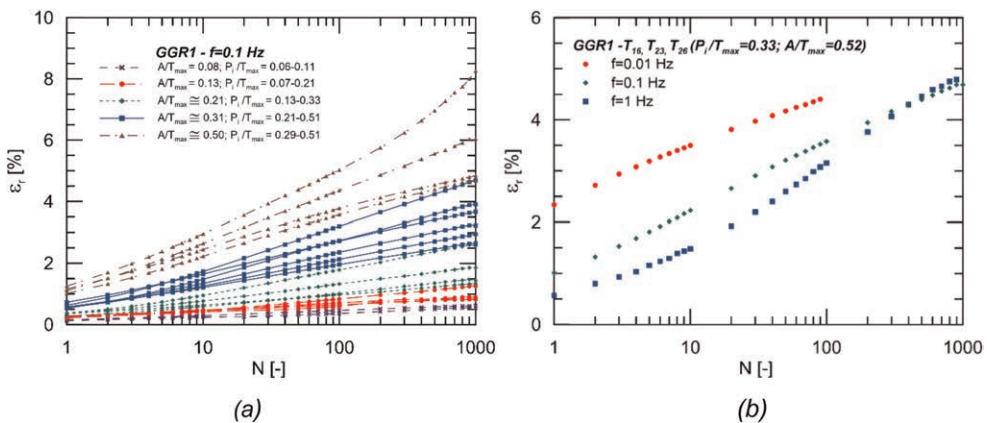 GGR1 - f=0.1 Hz
A/Tmax = 0.08; Pi/Tmax = 0.06-0.11
A/Tmax = 0.13; Pi/Tmax = 0.07-0.21
A/Tmax ≅ 0.21; Pi/Tmax = 0.13-0.33
A/Tmax ≅ 0.31; Pi/Tmax = 0.21-0.51
A/Tmax ≅ 0.50; Pi/Tmax = 0.29-0.51
εr [%]
10
8
6
4
2
0
1 10 100 1000
N [-]
(a)
GGR1 -T16, T23, T26 (Pi/Tmax=0.33; A/Tmax=0.52)
f=0.01 Hz
f=0.1 Hz
f=1 Hz
εr [%]
6
4
2
0
1 10 100 1000
N [-]
(b)